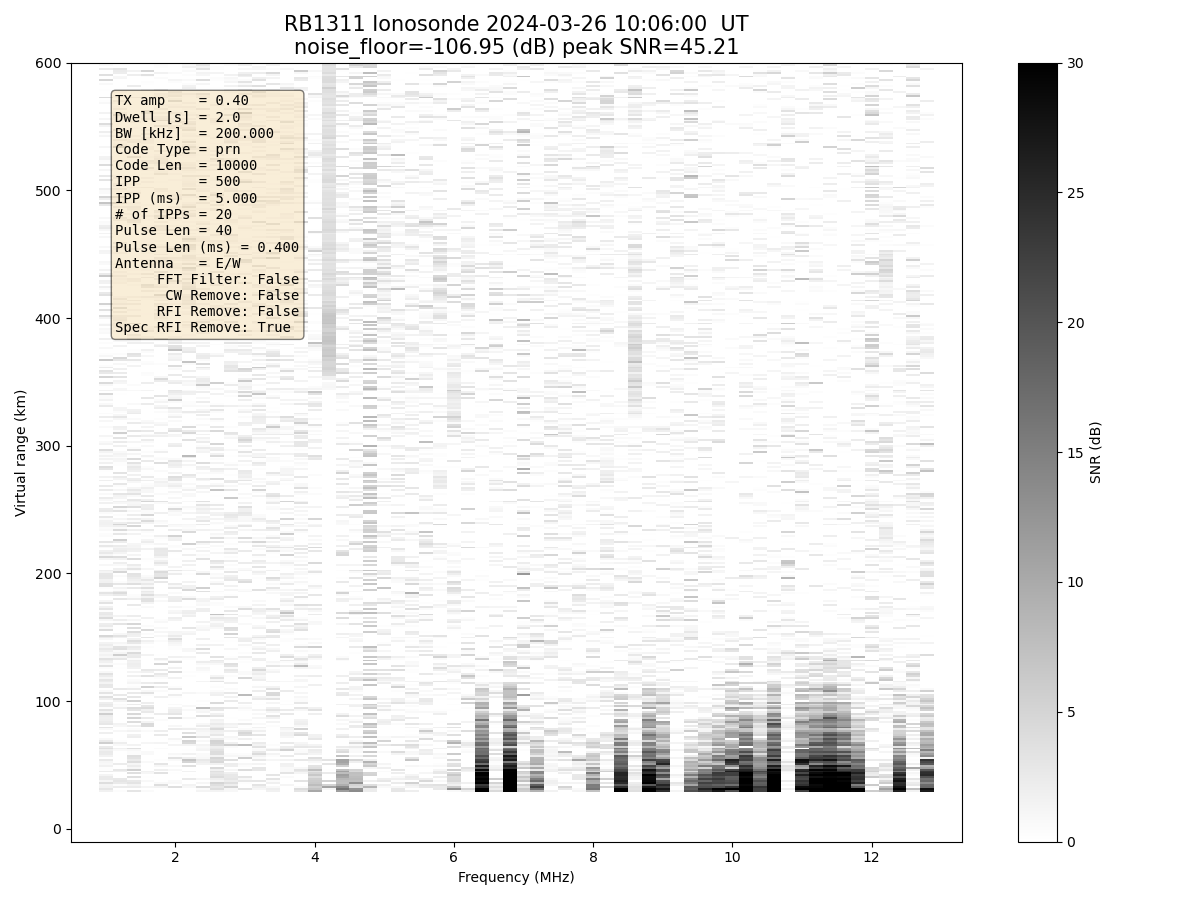 RB1311 Ionosonde 2024-03-26 10:06:00  UT
noise_floor=-106.95 (dB) peak SNR=45.21
TX amp    = 0.40
Dwell [s] = 2.0
BW [kHz]  = 200.000
Code Type = prn
Code Len  = 10000
IPP       = 500
IPP (ms)  = 5.000
# of IPPs = 20
Pulse Len = 40
Pulse Len (ms) = 0.400
Antenna   = E/W
FFT Filter: False
CW Remove: False
RFI Remove: False
Spec RFI Remove: True
600
500
400
300
200
100
0
Virtual range (km)
2 4 6 8 10 12
Frequency (MHz)
30
25
20
15
10
5
0
SNR (dB)